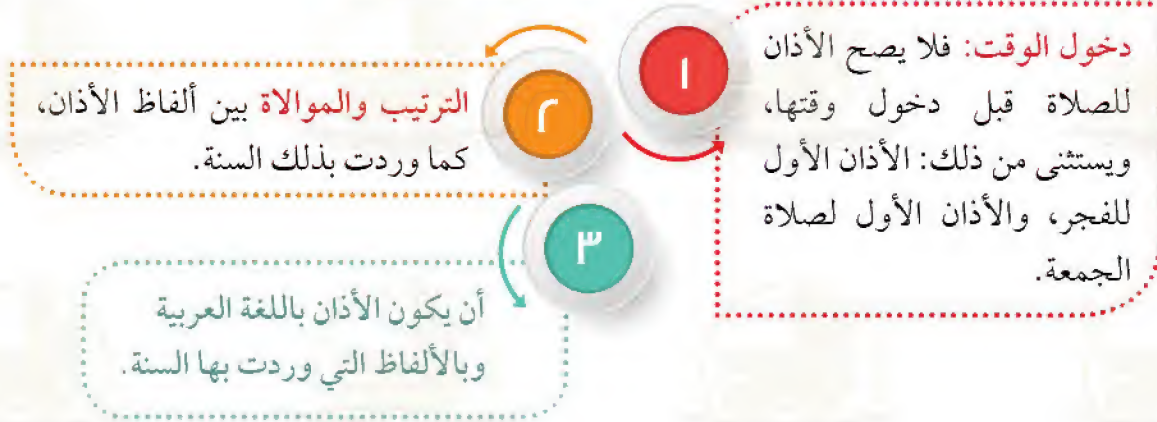 ١
دخول الوقت: فلا يصح الأذان
للصلاة قبل دخول وقتها،
ويستثنى من ذلك: الأذان الأول
للفجر، والأذان الأول لصلاة
الجمعة.
٢
الترتيب والموالاة بين ألفاظ الأذان،
كما وردت بذلك السنة.
٣
أن يكون الأذان باللغة العربية
وبالألفاظ التي وردت بها السنة.